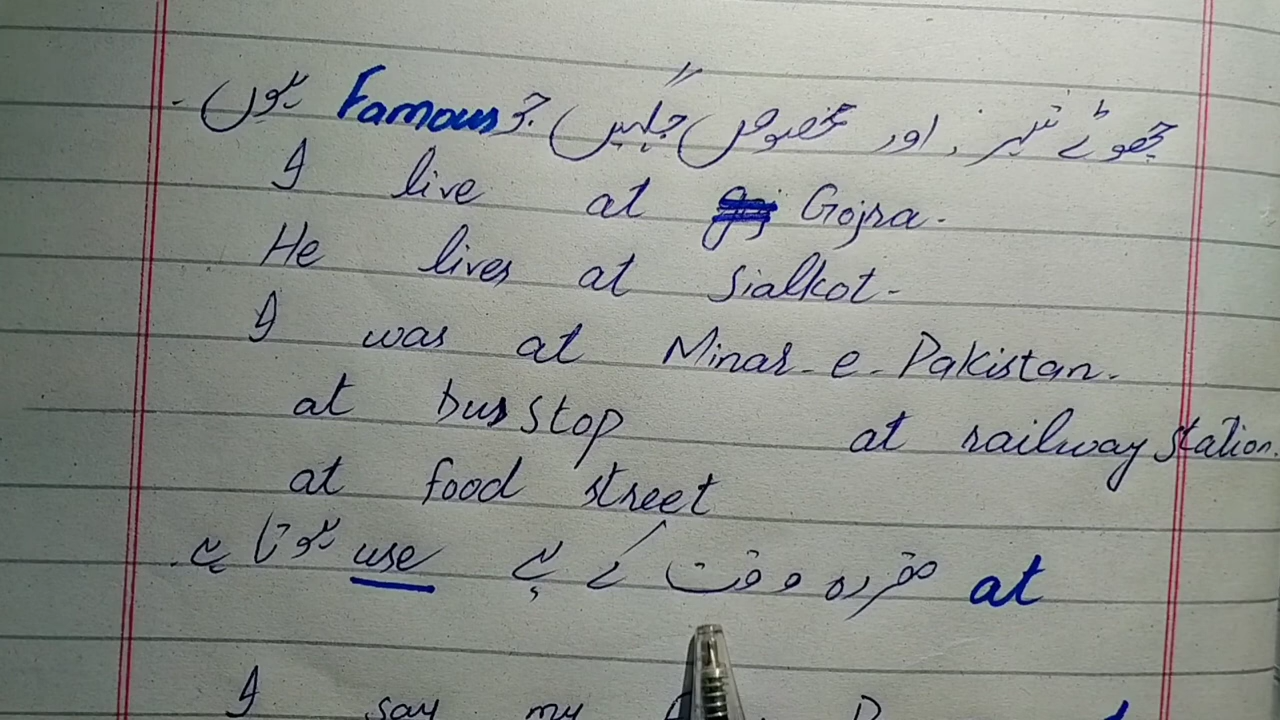 چھوٹے شہر، اور مخصوص جگہیں جو Famous ہوں۔
I live at Gojra.
He lives at Sialkot.
I was at Minar-e-Pakistan.
at bus stop at railway station.
at food street
at مقررہ وقت کے لیے use ہوتا ہے۔
I say my